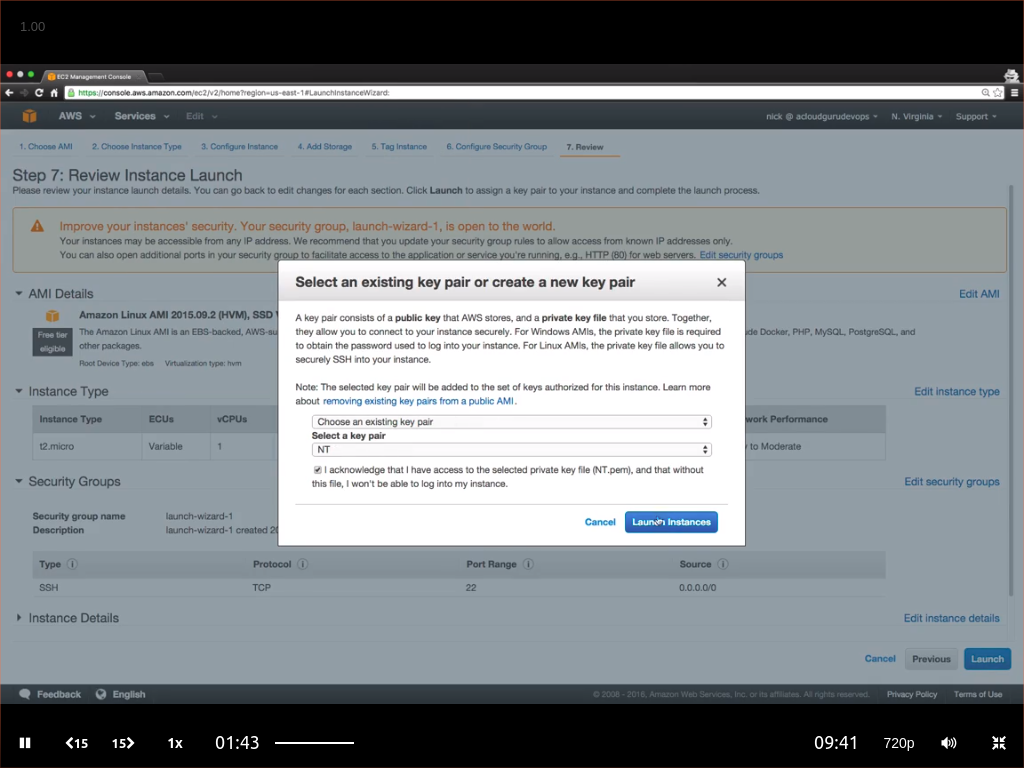 1.00
EC2 Management Console
https://console.aws.amazon.com/ec2/v2/home?region=us-east-1#LaunchInstanceWizard:
AWS Services Edit nick @ acloudgurudevops N. Virginia Support
1. Choose AMI 2. Choose Instance Type 3. Configure Instance 4. Add Storage 5. Tag Instance 6. Configure Security Group 7. Review
Step 7: Review Instance Launch
Please review your instance launch details. You can go back to edit changes for each section. Click Launch to assign a key pair to your instance and complete the launch process.
Improve your instances' security. Your security group, launch-wizard-1, is open to the world.
Your instances may be accessible from any IP address. We recommend that you update your security group rules to allow access from known IP addresses only.
You can also open additional ports in your security group to facilitate access to the application or service you're running, e.g., HTTP (80) for web servers. Edit security groups
Select an existing key pair or create a new key pair
A key pair consists of a public key that AWS stores, and a private key file that you store. Together,
they allow you to connect to your instance securely. For Windows AMIs, the private key file is required
to obtain the password used to log into your instance. For Linux AMIs, the private key file allows you to
securely SSH into your instance.
Note: The selected key pair will be added to the set of keys authorized for this instance. Learn more
about removing existing key pairs from a public AMI.
Choose an existing key pair
Select a key pair
NT
I acknowledge that I have access to the selected private key file (NT.pem), and that without
this file, I won't be able to log into my instance.
Cancel Launch Instances
AMI Details Edit AMI
Amazon Linux AMI 2015.09.2 (HVM), SSD
Free tier
eligible
The Amazon Linux AMI is an EBS-backed, AWS-su de Docker, PHP, MySQL, PostgreSQL, and
other packages.
Root Device Type: ebs Virtualization type: hvm
Instance Type Edit instance type
Instance Type ECUs vCPUs work Performance
t2.micro Variable 1 to Moderate
Security Groups Edit security groups
Security group name launch-wizard-1
Description launch-wizard-1 created 20
Type Protocol Port Range Source
SSH TCP 22 0.0.0.0/0
Instance Details Edit instance details
Cancel Previous Launch
Feedback English © 2008 - 2016, Amazon Web Services, Inc. or its affiliates. All rights reserved. Privacy Policy Terms of Use
15 15 1x 01:43 09:41 720p